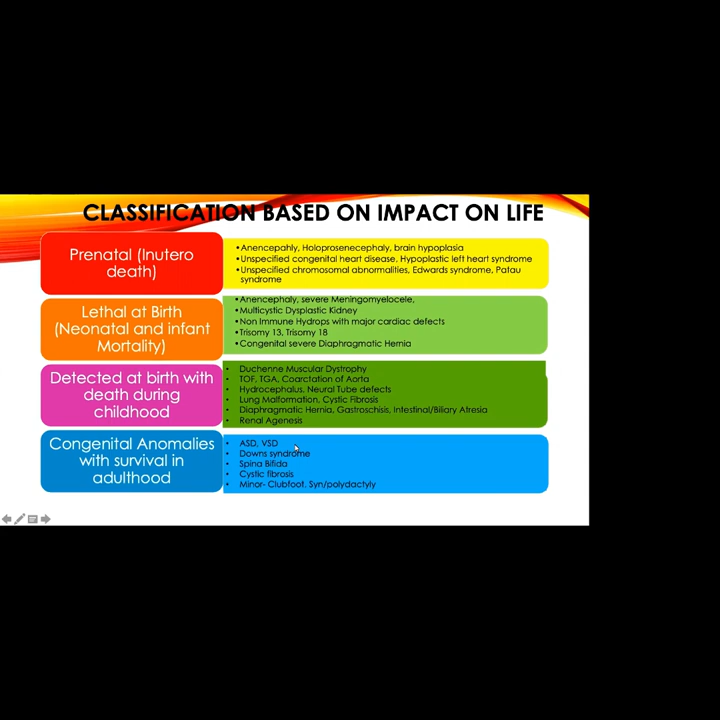 CLASSIFICATION BASED ON IMPACT ON LIFE
Prenatal (Inutero
death)
•Anencepahly, Holoprosenecephaly, brain hypoplasia
•Unspecified congenital heart disease, Hypoplastic left heart syndrome
•Unspecified chromosomal abnormalities, Edwards syndrome, Patau
syndrome
Lethal at Birth
(Neonatal and infant
Mortality)
•Anencephaly, severe Meningomyelocele,
•Multicystic Dysplastic Kidney
•Non Immune Hydrops with major cardiac defects
•Trisomy 13, Trisomy 18
•Congenital severe Diaphragmatic Hernia
Detected at birth with
death during
childhood
• Duchenne Muscular Dystrophy
• TOF, TGA, Coarctation of Aorta
• Hydrocephalus, Neural Tube defects
• Lung Malformation, Cystic Fibrosis
• Diaphragmatic Hernia, Gastroschisis, Intestinal/Biliary Atresia
• Renal Agenesis
Congenital Anomalies
with survival in
adulthood
• ASD, VSD
• Downs syndrome
• Spina Bifida
• Cystic fibrosis
• Minor- Clubfoot, Syn/polydactyly